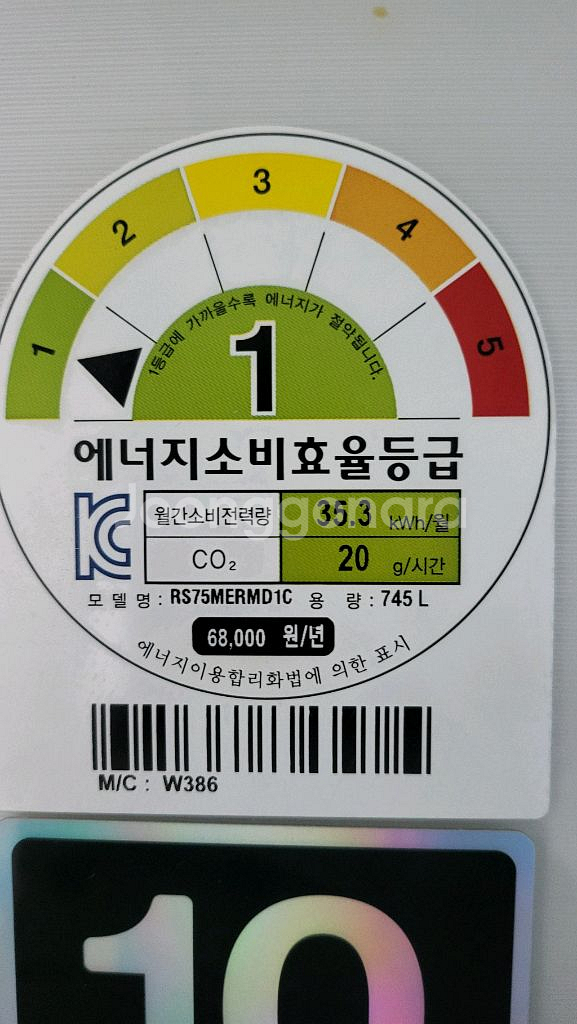 1
2
3
4
5
1등급에 가까울수록 에너지가 절약됩니다.
1
에너지소비효율등급
월간소비전력량 35.3 kWh/월
CO₂ 20 g/시간
모델명 : RS75MERMD1C 용 량 : 745 L
68,000 원/년
에너지이용합리화법에 의한 표시
M/C : W386
10
Joonggonara